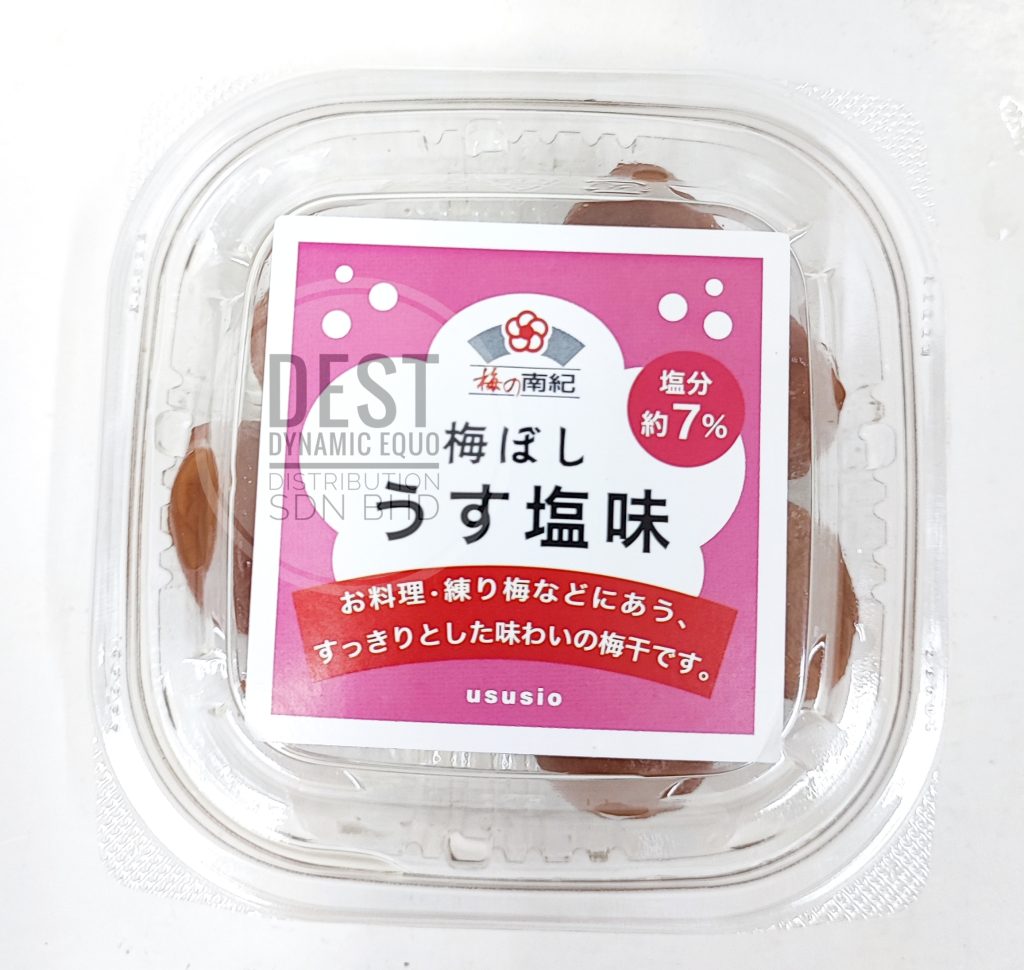 梅の南紀
塩分
約7%
梅ぼし
うす塩味
お料理・練り梅などにあう、
すっきりとした味わいの梅干です。
ususio
DEST
DYNAMIC EQUO
DISTRIBUTION
SDN BHD